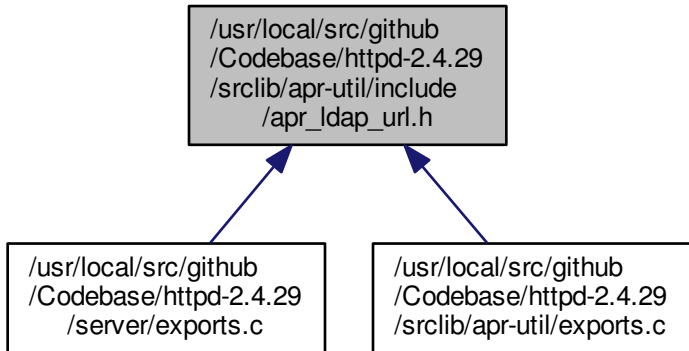 /usr/local/src/github
/Codebase/httpd-2.4.29
/srclib/apr-util/include
/apr_ldap_url.h
/usr/local/src/github
/Codebase/httpd-2.4.29
/server/exports.c
/usr/local/src/github
/Codebase/httpd-2.4.29
/srclib/apr-util/exports.c